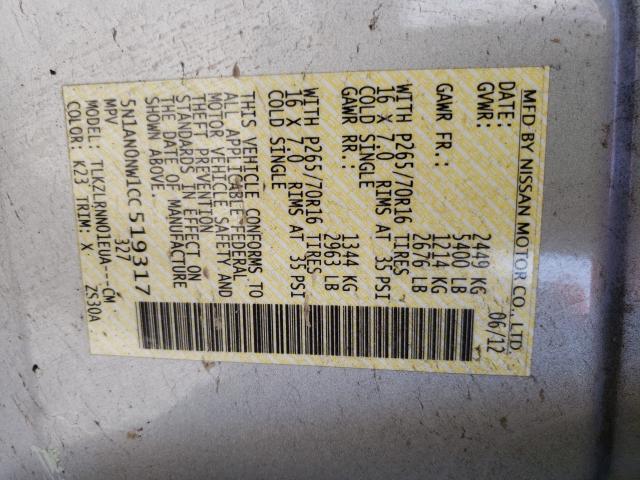 MFD BY NISSAN MOTOR CO., LTD.
DATE: 06/12
GVWR: 2449 KG
5400 LB
GAWR FR.: 1214 KG
2676 LB
WITH P265/70R16 TIRES
16 X 7.0 RIMS AT 35 PSI
COLD SINGLE
GAWR RR.: 1344 KG
2963 LB
WITH P265/70R16 TIRES
16 X 7.0 RIMS AT 35 PSI
COLD SINGLE
THIS VEHICLE CONFORMS TO
ALL APPLICABLE FEDERAL
MOTOR VEHICLE SAFETY AND
THEFT PREVENTION
STANDARDS IN EFFECT ON
THE DATE OF MANUFACTURE
SHOWN ABOVE.
5N1AN0NW1CC519317
MPV 327
MODEL: TLKZLRNN01EUA---CM
COLOR: K23 TRIM: X ZS30A